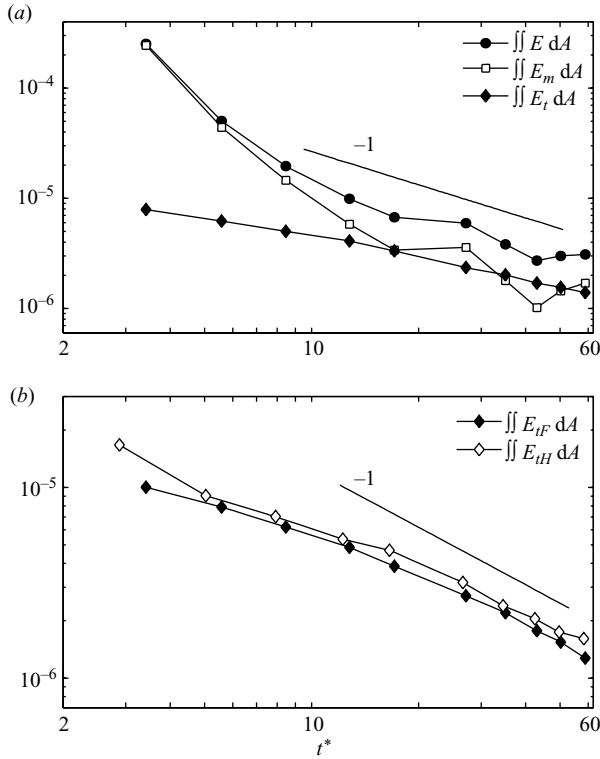 (a)
∬ E dA
∬ E_m dA
∬ E_t dA
–1
10⁻⁴
10⁻⁵
10⁻⁶
2 10 60
(b)
∬ E_tF dA
∬ E_tH dA
–1
10⁻⁵
10⁻⁶
2 10 60
t*